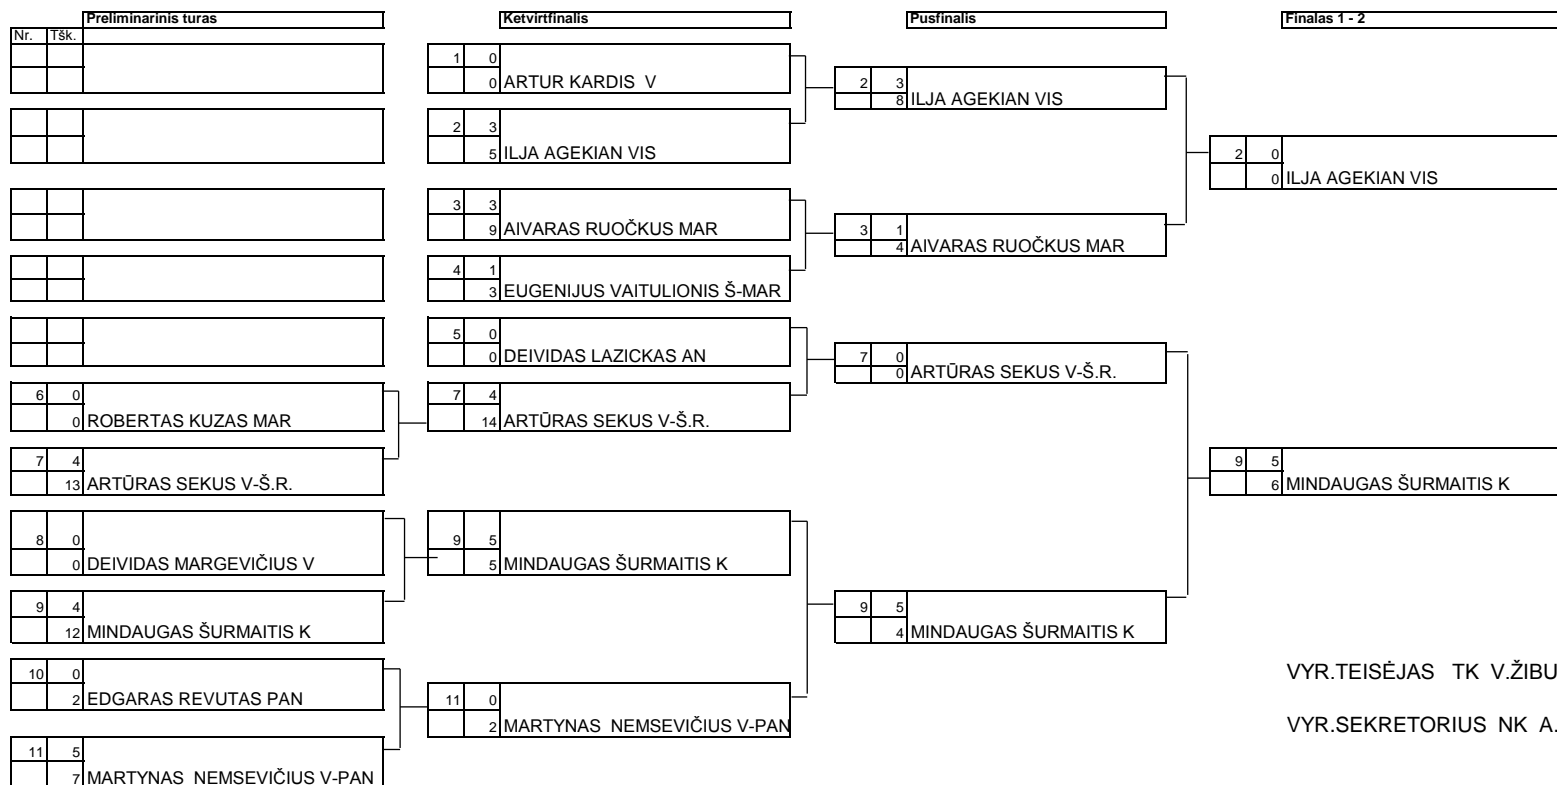 Preliminarinis turas Ketvirtfinalis Pusfinalis Finalas 1 - 2
Nr. Tšk.
1 0
0 ARTUR KARDIS V
2 3
8 ILJA AGEKIAN VIS
2 3
5 ILJA AGEKIAN VIS
2 0
0 ILJA AGEKIAN VIS
3 3
9 AIVARAS RUOČKUS MAR
3 1
4 AIVARAS RUOČKUS MAR
4 1
3 EUGENIJUS VAITULIONIS Š-MAR
5 0
0 DEIVIDAS LAZICKAS AN
7 0
0 ARTŪRAS SEKUS V-Š.R.
6 0
0 ROBERTAS KUZAS MAR
7 4
14 ARTŪRAS SEKUS V-Š.R.
7 4
13 ARTŪRAS SEKUS V-Š.R.
9 5
6 MINDAUGAS ŠURMAITIS K
8 0
0 DEIVIDAS MARGEVIČIUS V
9 5
5 MINDAUGAS ŠURMAITIS K
9 4
12 MINDAUGAS ŠURMAITIS K
9 5
4 MINDAUGAS ŠURMAITIS K
10 0
2 EDGARAS REVUTAS PAN
11 0
2 MARTYNAS NEMSEVIČIUS V-PAN
11 5
7 MARTYNAS NEMSEVIČIUS V-PAN
VYR.TEISĖJAS TK V.ŽIBU
VYR.SEKRETORIUS NK A.